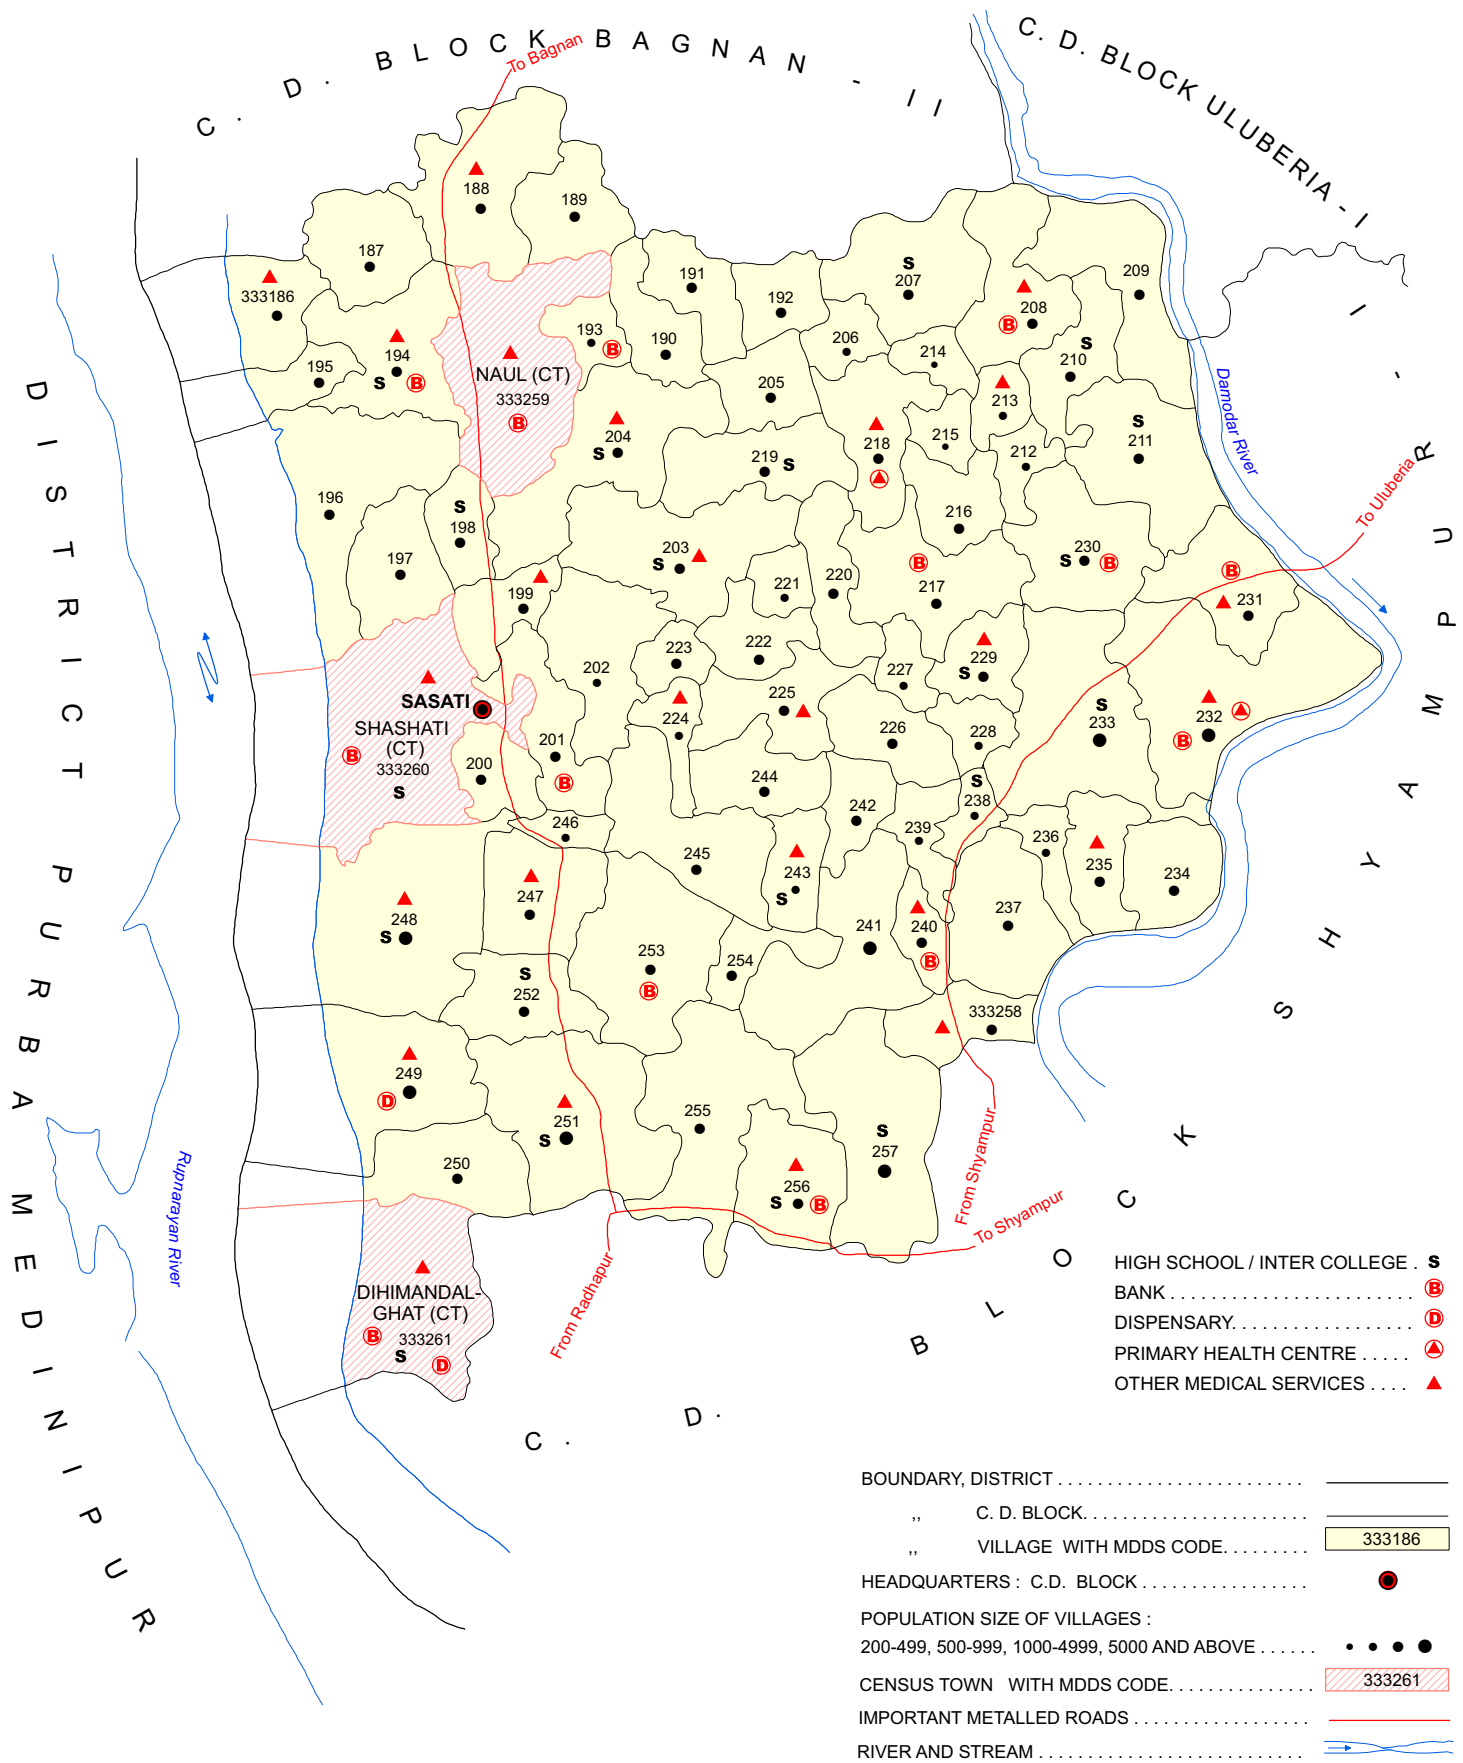 C. D. BLOCK BAGNAN - II
C. D. BLOCK ULUBERIA - I
To Bagnan
188
189
187
191
192
S
207
209
208
B
333186
193
B
190
206
214
S
210
194
S B
195
NAUL (CT)
333259
B
205
213
S
211
204
S
218
215
212
219 S
Damodar River
To Uluberia
196
S
198
216
197
203
S
B
217
230
S B
B
231
199
221
220
222
223
202
227
229
S
SASATI
SHASHATI
(CT)
333260
B
S
224
225
226
228
S
233
232
B
201
B
200
244
242
S
238
246
239
236
235
234
245
243
S
247
248
S
241
240
B
237
253
B
254
S
252
333258
249
D
251
S
255
S
257
250
256
S B
From Shyampur
To Shyampur
From Radhapur
DIHIMANDAL-
GHAT (CT)
B 333261
S
D
Rupnarayan River
DISTRICT PURBA MEDINIPUR
C. D. BLOCK SHYAMPUR - I
HIGH SCHOOL / INTER COLLEGE . S
BANK . . . . . . . . . . . . . . . . . . . . . . . . . B
DISPENSARY. . . . . . . . . . . . . . . . . . D
PRIMARY HEALTH CENTRE . . . . .
OTHER MEDICAL SERVICES . . . .
BOUNDARY, DISTRICT . . . . . . . . . . . . . . . . . . . . . . . .
,, C. D. BLOCK. . . . . . . . . . . . . . . . . . . . . . .
,, VILLAGE WITH MDDS CODE. . . . . . . . . 333186
HEADQUARTERS : C.D. BLOCK . . . . . . . . . . . . . . . . .
POPULATION SIZE OF VILLAGES :
200-499, 500-999, 1000-4999, 5000 AND ABOVE . . . . . .
CENSUS TOWN WITH MDDS CODE. . . . . . . . . . . . . . . 333261
IMPORTANT METALLED ROADS . . . . . . . . . . . . . . . . . .
RIVER AND STREAM . . . . . . . . . . . . . . . . . . . . . . . . . . .